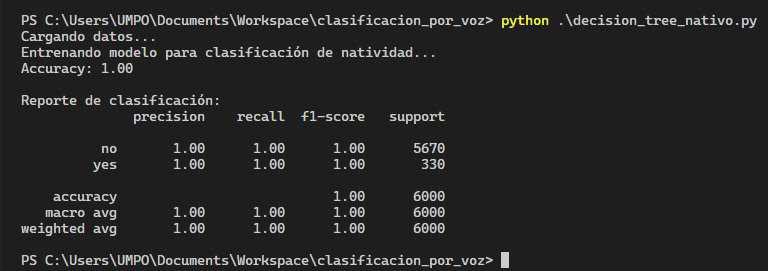 PS C:\Users\UMPO\Documents\Workspace\clasificacion_por_voz> python .\decision_tree_nativo.py
Cargando datos...
Entrenando modelo para clasificación de natividad...
Accuracy: 1.00
Reporte de clasificación:
precision recall f1-score support
no 1.00 1.00 1.00 5670
yes 1.00 1.00 1.00 330
accuracy 1.00 6000
macro avg 1.00 1.00 1.00 6000
weighted avg 1.00 1.00 1.00 6000
PS C:\Users\UMPO\Documents\Workspace\clasificacion_por_voz>